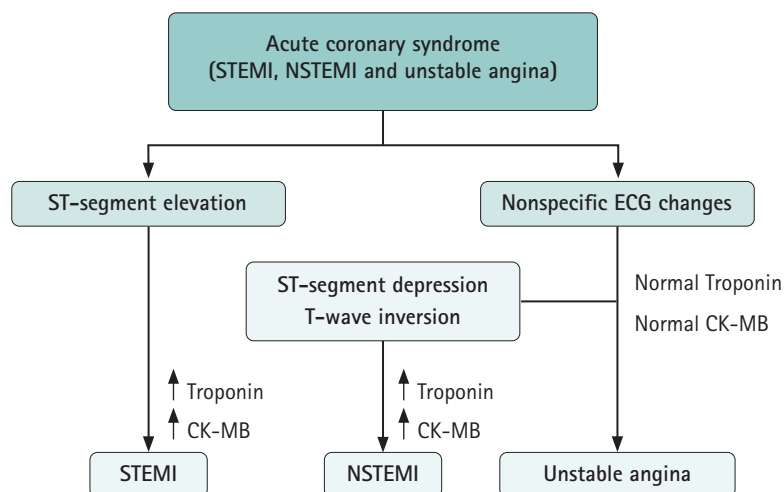 Acute coronary syndrome
(STEMI, NSTEMI and unstable angina)
ST-segment elevation
Nonspecific ECG changes
ST-segment depression
T-wave inversion
Normal Troponin
Normal CK-MB
↑ Troponin
↑ CK-MB
↑ Troponin
↑ CK-MB
STEMI
NSTEMI
Unstable angina